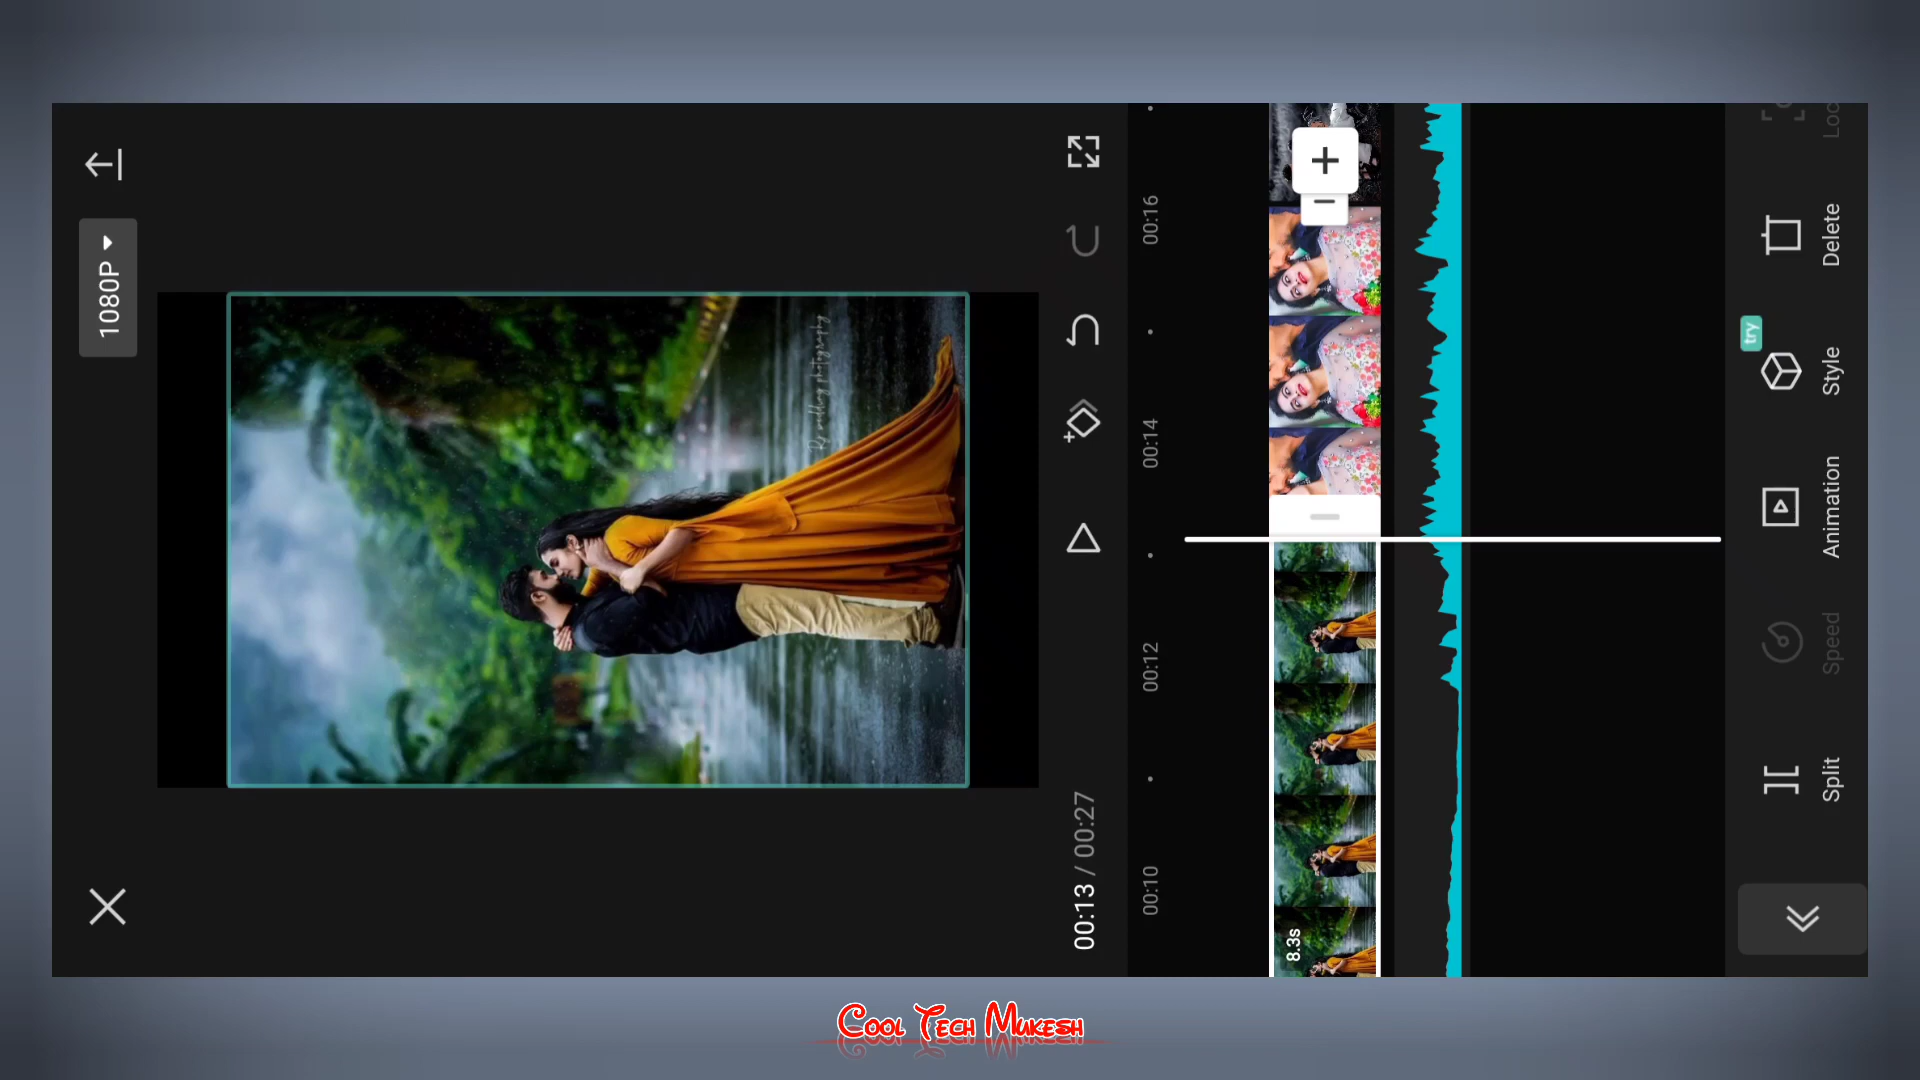 1080P
00:13 / 00:27
00:10
00:12
00:14
00:16
8.3s
Split
Speed
Animation
try
Style
Delete
Loc
Cool Tech Mukesh